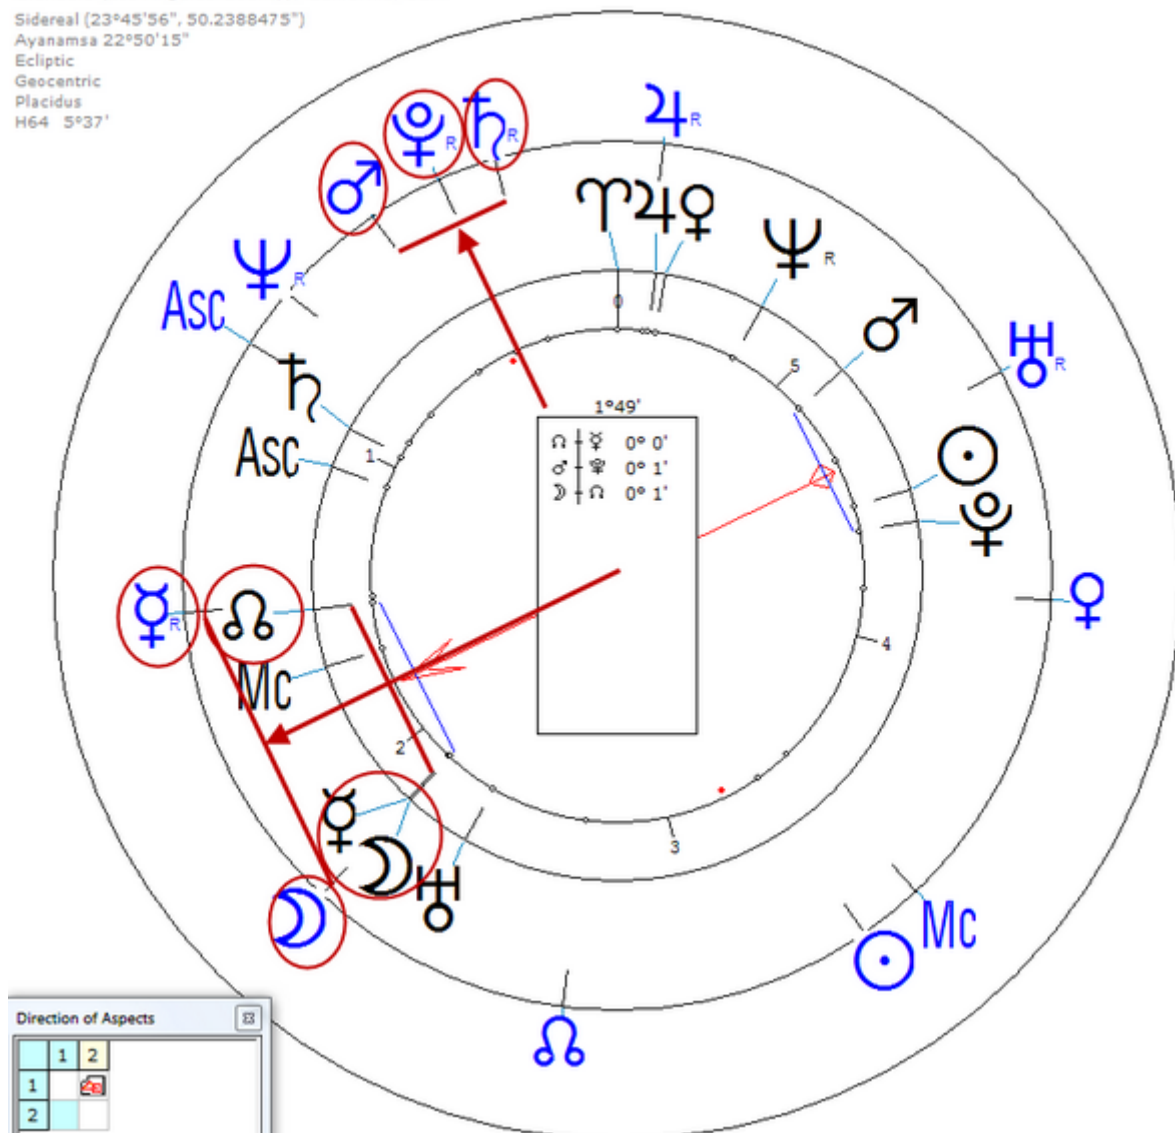 Sidereal (23°45'56", 50.2388475")
Ayanamsa 22°50'15"
Ecliptic
Geocentric
Placidus
H64 5°37'
♂ ♇ R ♄ R ♃ R
♈ ♃ ♀ ♆ R
♆ R
Asc
♂
♅ R
0
5
♄
1°49'
Asc
1
☊ ☿ 0° 0'
♂ ♆ 0° 1'
☽ ☊ 0° 1'
☉
♇
☿ R ☊
♀
Mc
4
2
☿
☽
♅
3
☽
Mc
☉
☊
Direction of Aspects
1 2
1
2